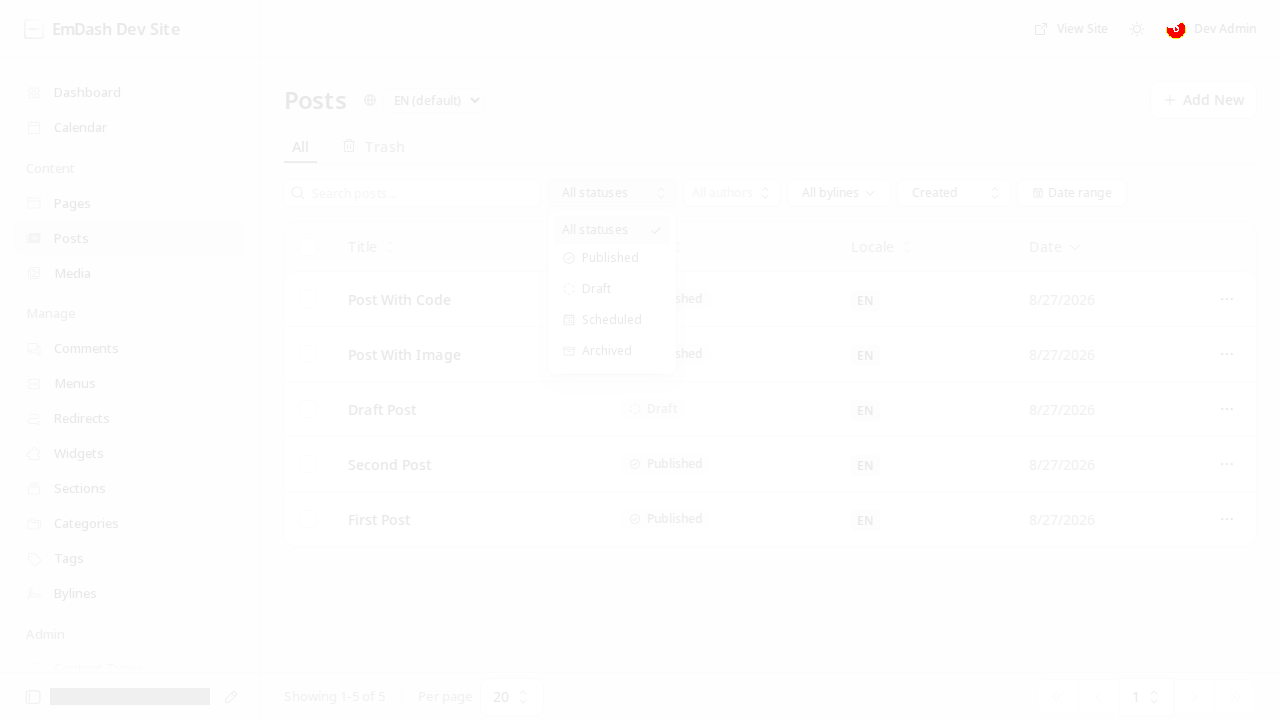 EmDash Dev Site
View Site
Dev Admin
Dashboard
Calendar
Content
Pages
Posts
Media
Manage
Comments
Menus
Redirects
Widgets
Sections
Categories
Tags
Bylines
Admin
Posts
EN (default)
Add New
All
Trash
Search posts...
All statuses
All authors
All bylines
Created
Date range
All statuses
Published
Draft
Scheduled
Archived
Title
Locale
Date
Post With Code
shed
EN
8/27/2026
Post With Image
shed
EN
8/27/2026
Draft Post
Draft
EN
8/27/2026
Second Post
Published
EN
8/27/2026
First Post
Published
EN
8/27/2026
Showing 1-5 of 5
Per page
20
1